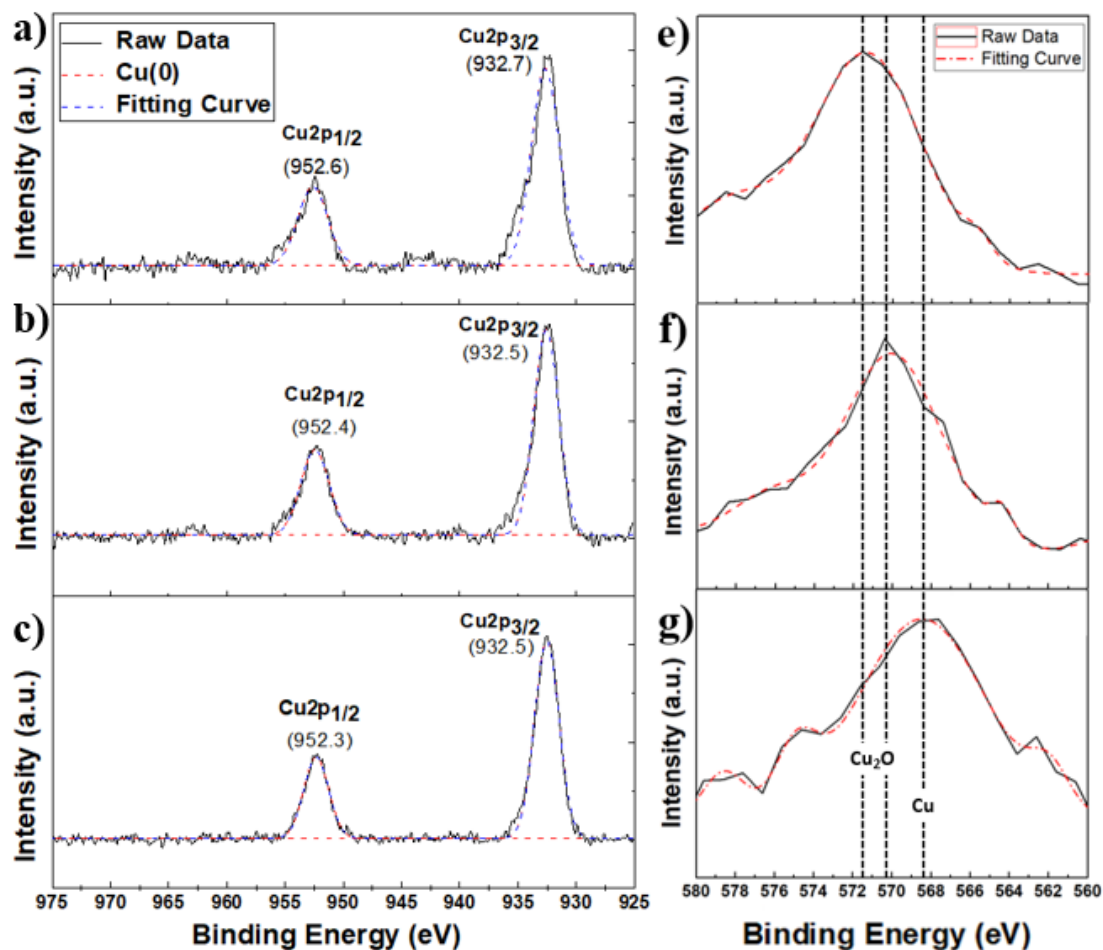 a)
Raw Data
Cu(0)
Fitting Curve
Cu2p1/2
(952.6)
Cu2p3/2
(932.7)
Intensity (a.u.)
b)
Cu2p1/2
(952.4)
Cu2p3/2
(932.5)
Intensity (a.u.)
c)
Cu2p1/2
(952.3)
Cu2p3/2
(932.5)
Intensity (a.u.)
975 970 965 960 955 950 945 940 935 930 925
Binding Energy (eV)
e)
Raw Data
Fitting Curve
Intensity (a.u.)
f)
Intensity (a.u.)
g)
Cu₂O
Cu
Intensity (a.u.)
580 578 576 574 572 570 568 566 564 562 560
Binding Energy (eV)